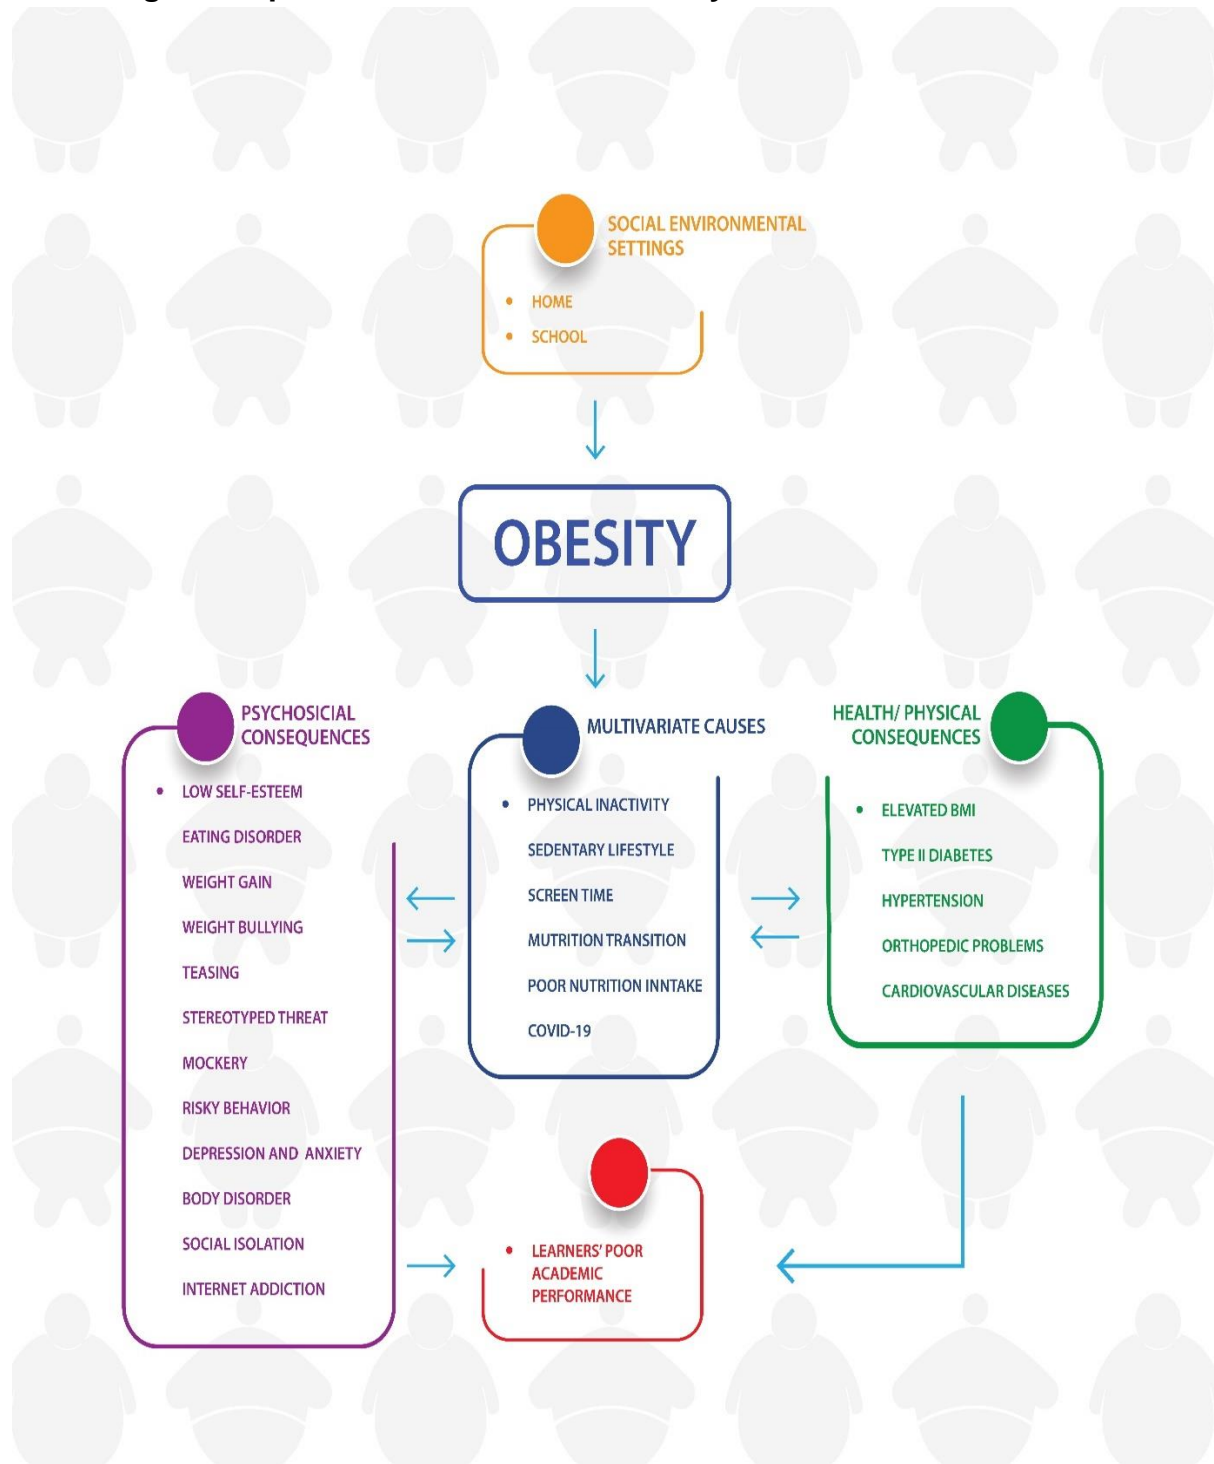 SOCIAL ENVIRONMENTAL
SETTINGS
• HOME
• SCHOOL
OBESITY
PSYCHOSICIAL
CONSEQUENCES
• LOW SELF-ESTEEM
EATING DISORDER
WEIGHT GAIN
WEIGHT BULLYING
TEASING
STEREOTYPED THREAT
MOCKERY
RISKY BEHAVIOR
DEPRESSION AND ANXIETY
BODY DISORDER
SOCIAL ISOLATION
INTERNET ADDICTION
MULTIVARIATE CAUSES
• PHYSICAL INACTIVITY
SEDENTARY LIFESTYLE
SCREEN TIME
MUTRITION TRANSITION
POOR NUTRITION INNTAKE
COVID-19
HEALTH/ PHYSICAL
CONSEQUENCES
• ELEVATED BMI
TYPE II DIABETES
HYPERTENSION
ORTHOPEDIC PROBLEMS
CARDIOVASCULAR DISEASES
• LEARNERS' POOR
ACADEMIC
PERFORMANCE